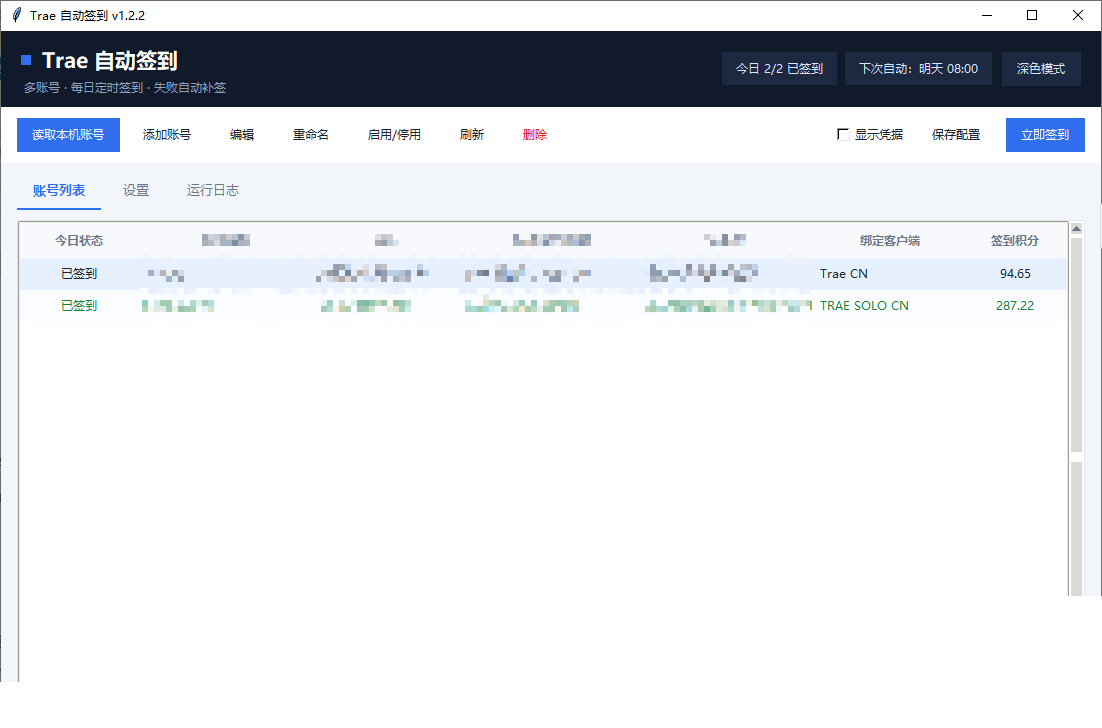 Trae 自动签到 v1.2.2
Trae 自动签到
多账号 · 每日定时签到 · 失败自动补签
今日 2/2 已签到 下次自动：明天 08:00 深色模式
读取本机账号 添加账号 编辑 重命名 启用/停用 刷新 删除 显示凭据 保存配置 立即签到
账号列表 设置 运行日志
今日状态 绑定客户端 签到积分
已签到 Trae CN 94.65
已签到 TRAE SOLO CN 287.22